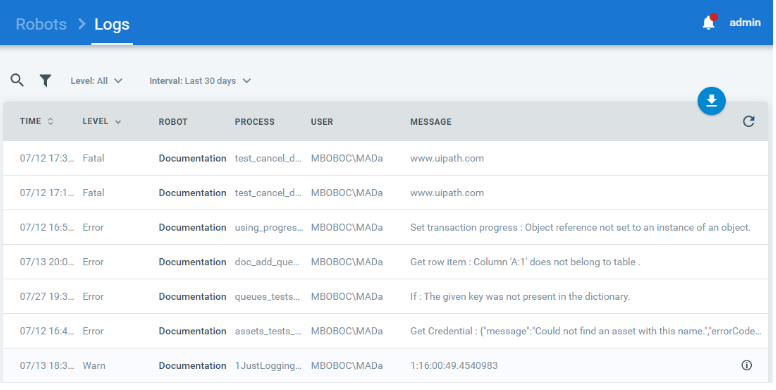 Robots > Logs admin
Level: All Interval: Last 30 days
TIME LEVEL ROBOT PROCESS USER MESSAGE
07/12 17:3... Fatal Documentation test_cancel_d... MBOBOC\MADa www.uipath.com
07/12 17:1... Fatal Documentation test_cancel_d... MBOBOC\MADa www.uipath.com
07/12 16:5... Error Documentation using_progres... MBOBOC\MADa Set transaction progress : Object reference not set to an instance of an object.
07/13 20:0... Error Documentation doc_add_que... MBOBOC\MADa Get row item : Column 'A:1' does not belong to table .
07/27 19:3... Error Documentation queues_tests... MBOBOC\MADa If : The given key was not present in the dictionary.
07/12 16:4... Error Documentation assets_tests_... MBOBOC\MADa Get Credential : {"message":"Could not find an asset with this name.","errorCode...
07/13 18:3... Warn Documentation 1JustLogging... MBOBOC\MADa 1:16:00:49.4540983